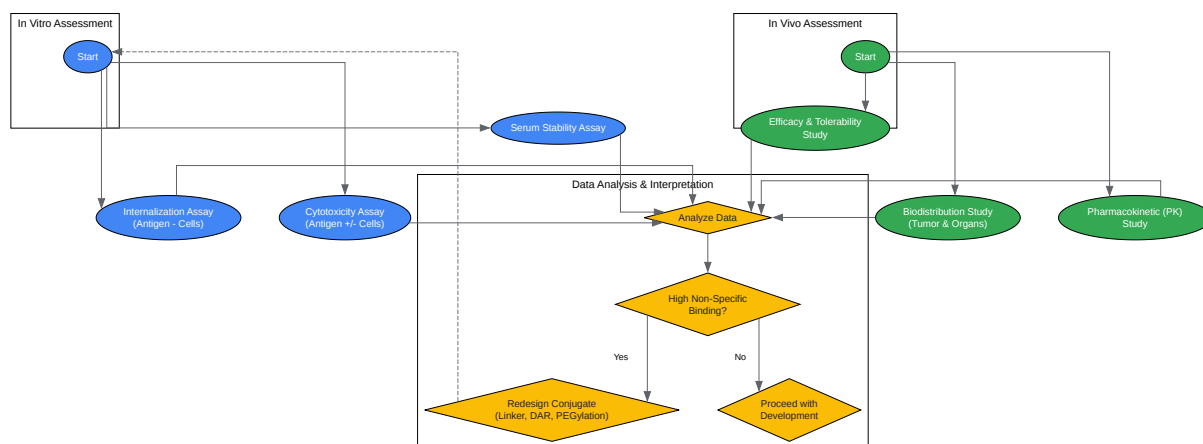 In Vitro Assessment
In Vivo Assessment
Start
Start
Serum Stability Assay
Efficacy & Tolerability
Study
Data Analysis & Interpretation
Internalization Assay
(Antigen - Cells)
Cytotoxicity Assay
(Antigen +/- Cells)
Analyze Data
Biodistribution Study
(Tumor & Organs)
Pharmacokinetic (PK)
Study
High Non-Specific
Binding?
Yes
No
Redesign Conjugate
(Linker, DAR, PEGylation)
Proceed with
Development